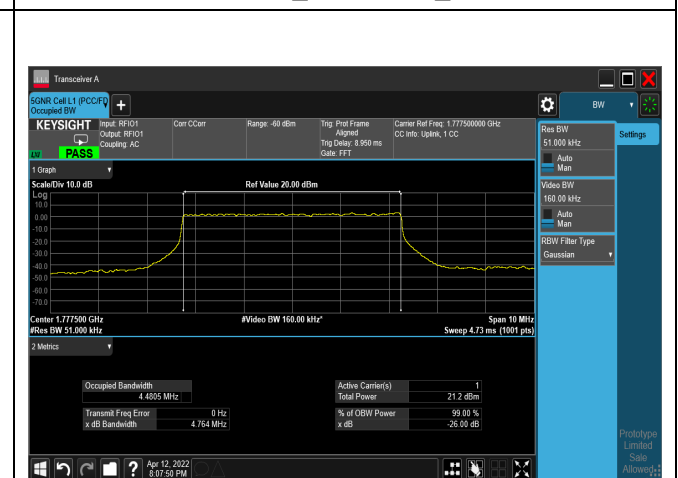 Transceiver A
5GNR Cell L1 (PCC/F
Occupied BW
BW
KEYSIGHT
LXI
PASS
Input: RFIO1
Output: RFIO1
Coupling: AC
Corr CCorr
Range: -60 dBm
Trig: Prot Frame
Aligned
Trig Delay: 8.950 ms
Gate: FFT
Carrier Ref Freq: 1.777500000 GHz
CC Info: Uplink, 1 CC
1 Graph
Scale/Div 10.0 dB
Ref Value 20.00 dBm
Log
10.0
0.00
-10.0
-20.0
-30.0
-40.0
-50.0
-60.0
-70.0
Center 1.777500 GHz
#Video BW 160.00 kHz*
Span 10 MHz
#Res BW 51.000 kHz
Sweep 4.73 ms (1001 pts)
2 Metrics
Occupied Bandwidth
4.4805 MHz
Transmit Freq Error 0 Hz
x dB Bandwidth 4.764 MHz
Active Carrier(s) 1
Total Power 21.2 dBm
% of OBW Power 99.00 %
x dB -26.00 dB
Res BW
51.000 kHz
Auto
Man
Video BW
160.00 kHz
Auto
Man
RBW Filter Type
Gaussian
Settings
Prototype
Limited
Sale
Allowed
Apr 12, 2022
8:07:50 PM